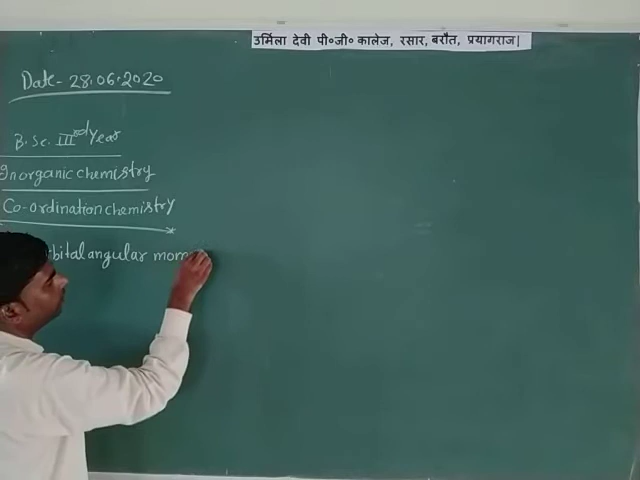 उर्मिला देवी पी०जी० कालेज, रसार, बरौत, प्रयागराज|
Date- 28.06.2020
B.Sc. III rd Year
Inorganic chemistry
Co-ordination chemistry
bital angular mom